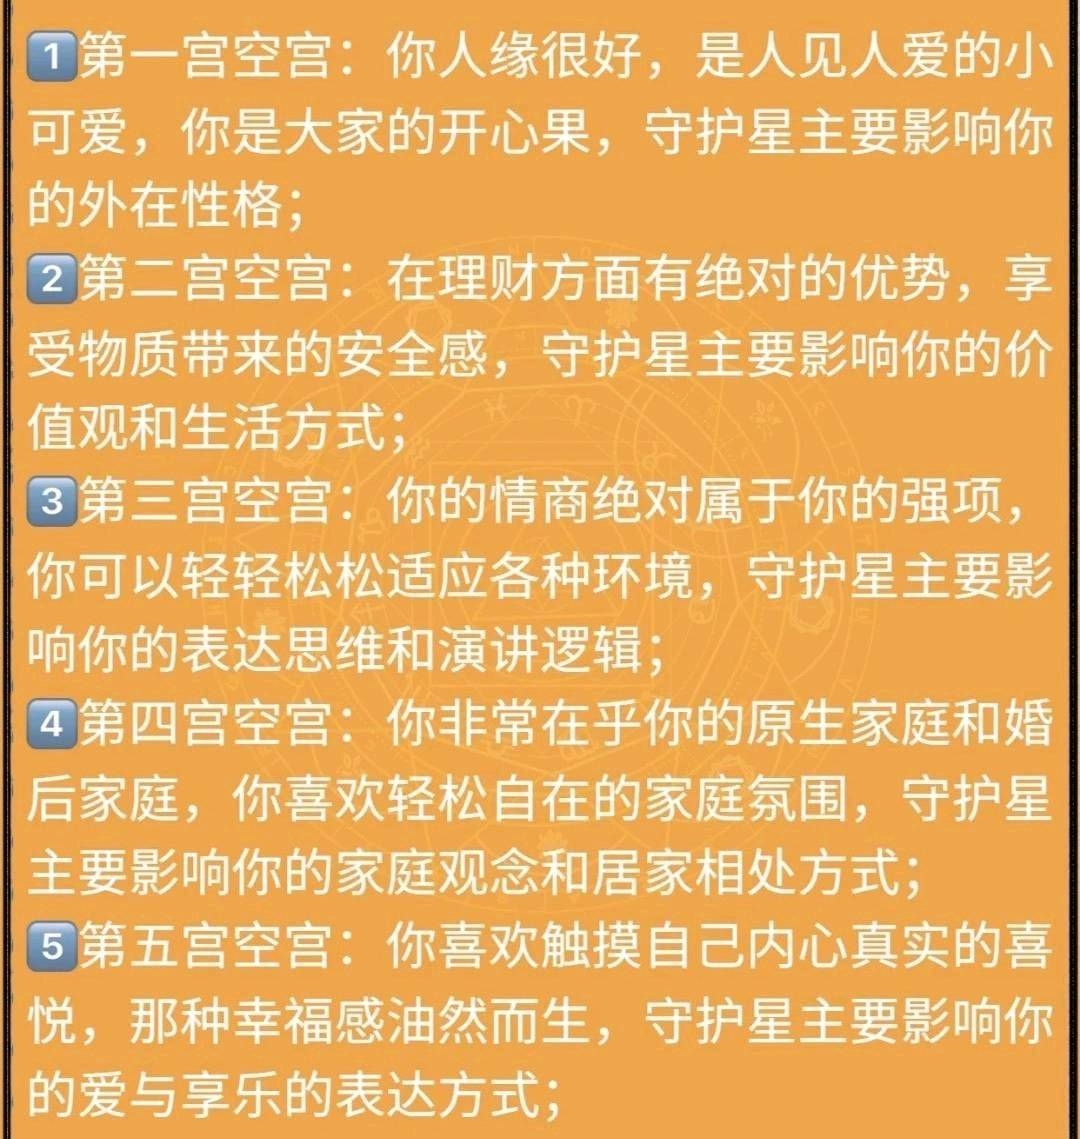 1️⃣第一宫空宫：你人缘很好，是人见人爱的小
可爱，你是大家的开心果，守护星主要影响你
的外在性格；
2️⃣第二宫空宫：在理财方面有绝对的优势，享
受物质带来的安全感，守护星主要影响你的价
值观和生活方式；
3️⃣第三宫空宫：你的情商绝对属于你的强项，
你可以轻轻松松适应各种环境，守护星主要影
响你的表达思维和演讲逻辑；
4️⃣第四宫空宫：你非常在乎你的原生家庭和婚
后家庭，你喜欢轻松自在的家庭氛围，守护星
主要影响你的家庭观念和居家相处方式；
5️⃣第五宫空宫：你喜欢触摸自己内心真实的喜
悦，那种幸福感油然而生，守护星主要影响你
的爱与享乐的表达方式；